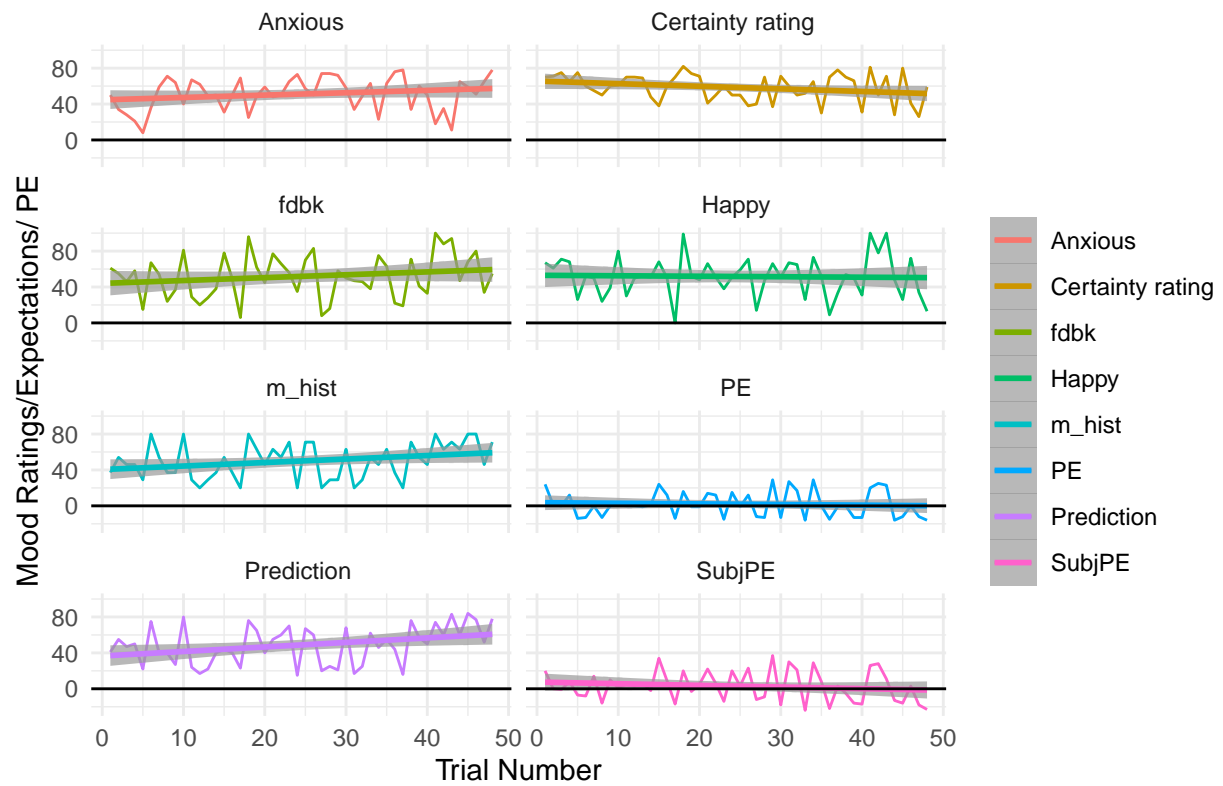 Anxious
Certainty rating
80
40
0
fdbk
Happy
80
40
0
m_hist
PE
80
40
0
Prediction
SubjPE
80
40
0
0 10 20 30 40 50 0 10 20 30 40 50
Trial Number
Mood Ratings/Expectations/ PE
Anxious
Certainty rating
fdbk
Happy
m_hist
PE
Prediction
SubjPE